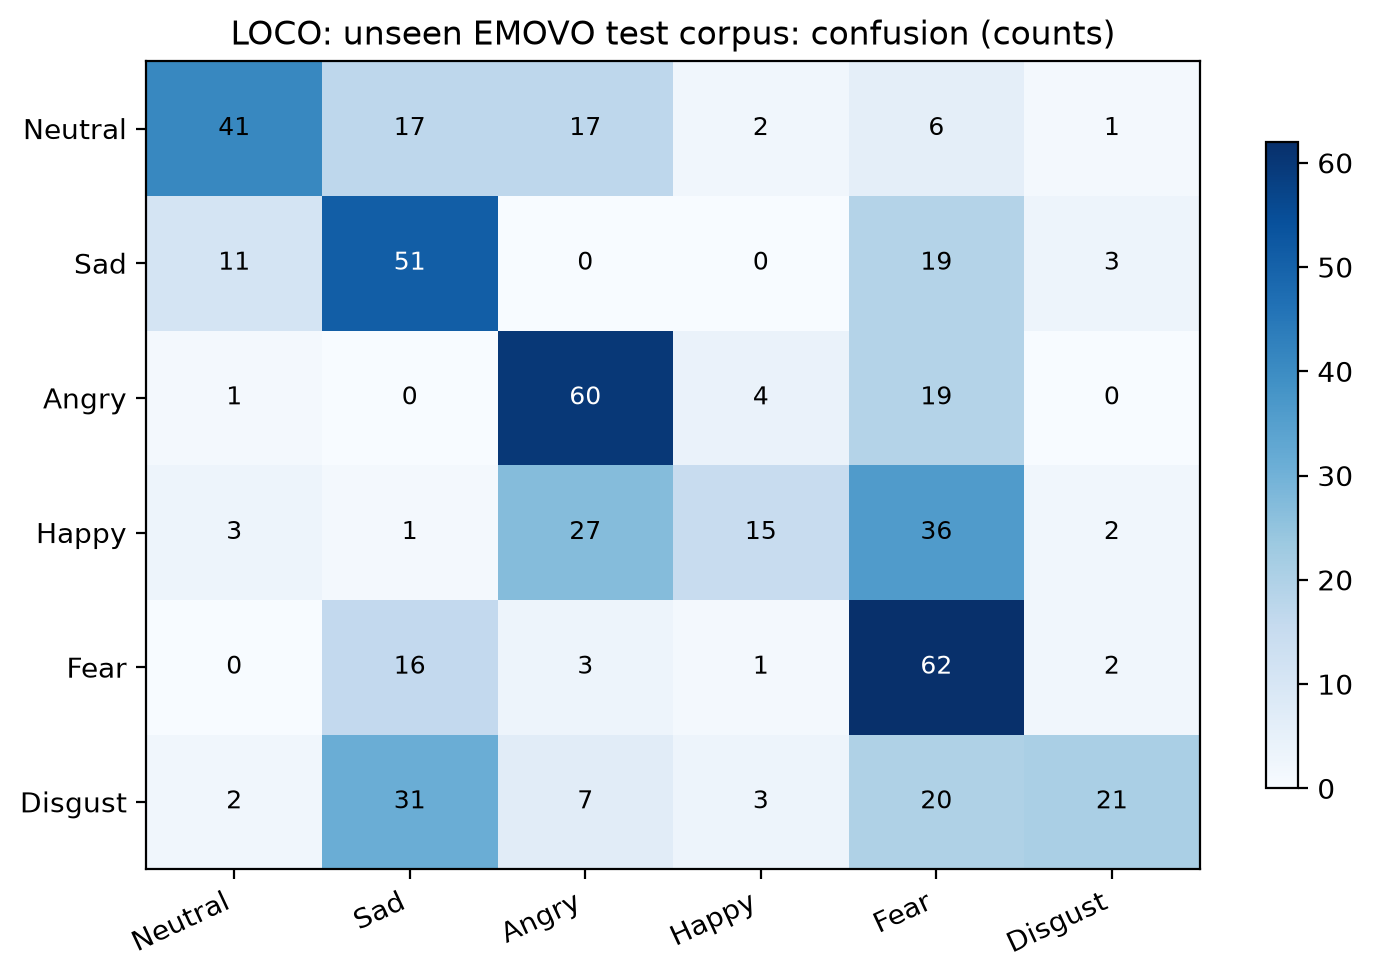 LOCO: unseen EMOVO test corpus: confusion (counts)
Neutral 41 17 17 2 6 1
Sad 11 51 0 0 19 3
Angry 1 0 60 4 19 0
Happy 3 1 27 15 36 2
Fear 0 16 3 1 62 2
Disgust 2 31 7 3 20 21
Neutral Sad Angry Happy Fear Disgust
60
50
40
30
20
10
0